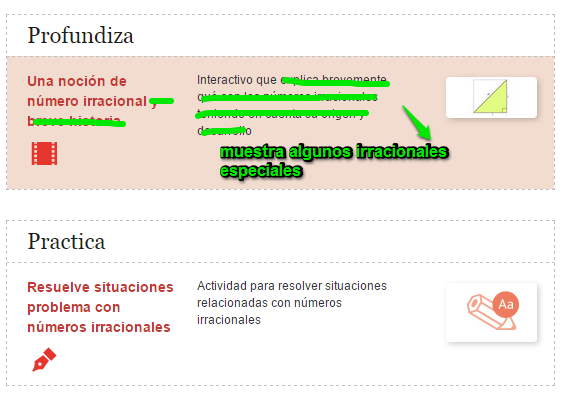 Profundiza
Una noción de
número irracional y
breve historia
Interactivo que explica brevemente
qué son los números irracionales
teniendo en cuenta su origen y
desarrollo
muestra algunos irracionales
especiales
Practica
Resuelve situaciones
problema con
números irracionales
Actividad para resolver situaciones
relacionadas con números
irracionales
Aa